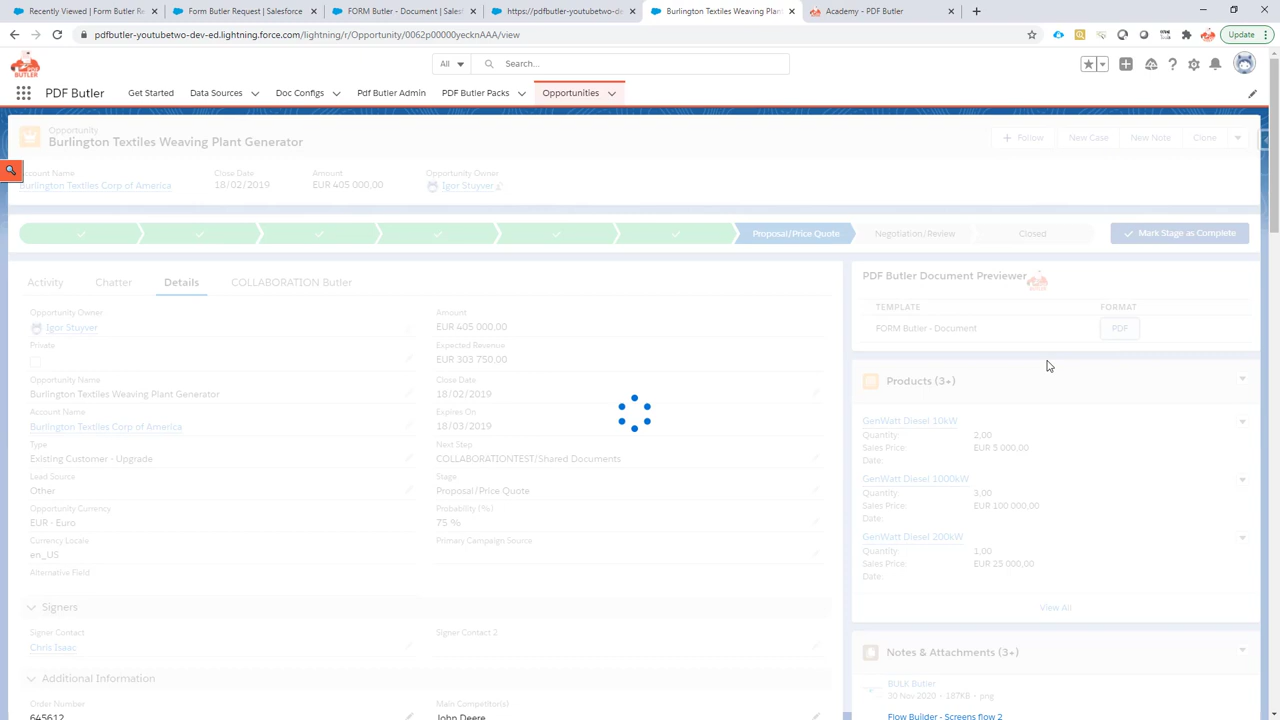 Recently Viewed | Form Butler R
Form Butler Request | Salesforce
FORM Butler - Document | Salesf
https://pdfbutler-youtubetwo-de
Burlington Textiles Weaving Plan
Academy - PDF Butler
pdfbutler-youtubetwo-dev-ed.lightning.force.com/lightning/r/Opportunity/0062p00000yecknAAA/view
Update
All
Search...
PDF Butler
Get Started
Data Sources
Doc Configs
Pdf Butler Admin
PDF Butler Packs
Opportunities
Opportunity
Burlington Textiles Weaving Plant Generator
Follow
New Case
New Note
Clone
Account Name
Close Date
Amount
Opportunity Owner
Burlington Textiles Corp of America
18/02/2019
EUR 405 000,00
Igor Stuyver
Proposal/Price Quote
Negotiation/Review
Closed
Mark Stage as Complete
Activity
Chatter
Details
COLLABORATION Butler
Opportunity Owner
Igor Stuyver
Amount
EUR 405 000,00
Private
Expected Revenue
EUR 303 750,00
Opportunity Name
Burlington Textiles Weaving Plant Generator
Close Date
18/02/2019
Account Name
Burlington Textiles Corp of America
Expires On
18/03/2019
Type
Existing Customer - Upgrade
Next Step
COLLABORATIONTEST/Shared Documents
Lead Source
Other
Stage
Proposal/Price Quote
Opportunity Currency
EUR - Euro
Probability (%)
75 %
Currency Locale
en_US
Primary Campaign Source
Alternative Field
Signers
Signer Contact
Chris Isaac
Signer Contact 2
Additional Information
Order Number
645612
Main Competitor(s)
John Deere
PDF Butler Document Previewer
TEMPLATE
FORMAT
FORM Butler - Document
PDF
Products (3+)
GenWatt Diesel 10kW
Quantity:
2,00
Sales Price:
EUR 5 000,00
Date:
GenWatt Diesel 1000kW
Quantity:
3,00
Sales Price:
EUR 100 000,00
Date:
GenWatt Diesel 200kW
Quantity:
1,00
Sales Price:
EUR 25 000,00
Date:
View All
Notes & Attachments (3+)
BULK Butler
30 Nov 2020 • 187KB • png
Flow Builder - Screens flow 2